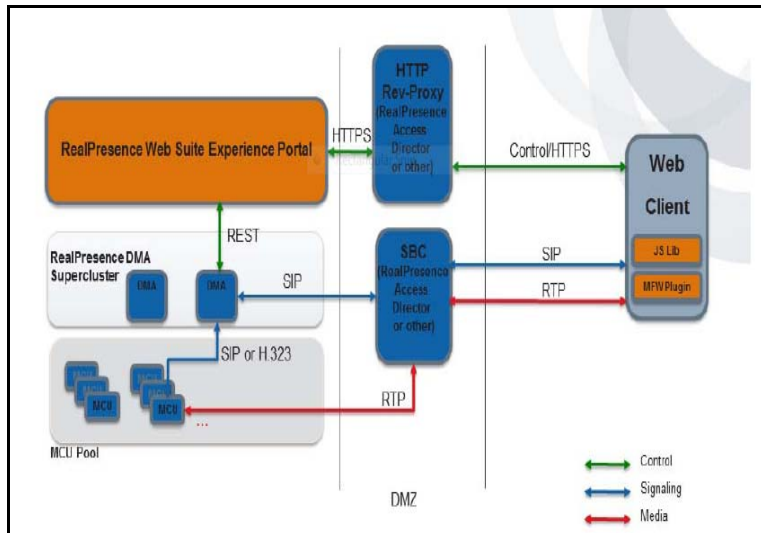 HTTP
Rev-Proxy
(RealPresence
Access
Director
or other)
RealPresence Web Suite Experience Portal
HTTPS
Control/HTTPS
Web
Client
JS Lib
MFW Plugin
REST
RealPresence DMA
Supercluster
DMA
DMA
SIP
SBC
(RealPresence
Access
Director
or other)
SIP
RTP
SIP or H.323
MCU
MCU
MCU
RTP
...
MCU Pool
DMZ
Control
Signaling
Media